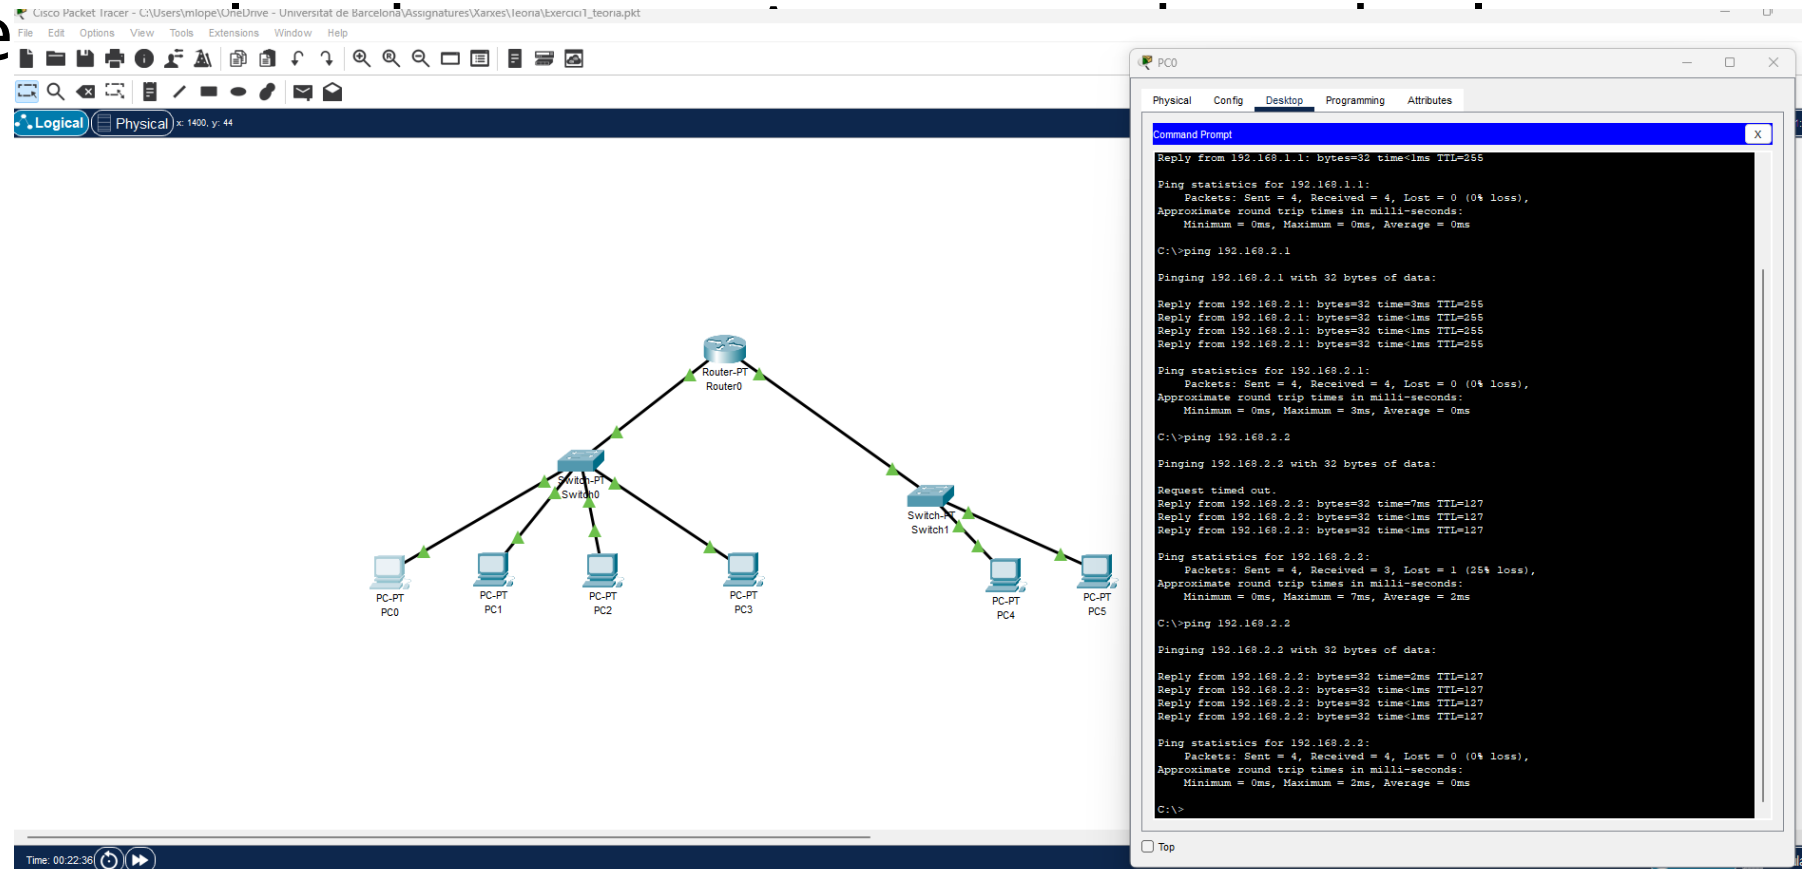 Cisco Packet Tracer - C:\Users\mlope\OneDrive - Universitat de Barcelona\Assignatures\Xarxes\Teoria\Exercici1_teoria.pkt
File Edit Options View Tools Extensions Window Help
Logical Physical x: 1400, y: 44
Router-PT
Router0
Switch-PT
Switch0
Switch-PT
Switch1
PC-PT
PC0
PC-PT
PC1
PC-PT
PC2
PC-PT
PC3
PC-PT
PC4
PC-PT
PC5
Time: 00:22:36
PC0
Physical Config Desktop Programming Attributes
Command Prompt X
Reply from 192.168.1.1: bytes=32 time<1ms TTL=255
Ping statistics for 192.168.1.1:
Packets: Sent = 4, Received = 4, Lost = 0 (0% loss),
Approximate round trip times in milli-seconds:
Minimum = 0ms, Maximum = 0ms, Average = 0ms
C:\>ping 192.168.2.1
Pinging 192.168.2.1 with 32 bytes of data:
Reply from 192.168.2.1: bytes=32 time=3ms TTL=255
Reply from 192.168.2.1: bytes=32 time<1ms TTL=255
Reply from 192.168.2.1: bytes=32 time<1ms TTL=255
Reply from 192.168.2.1: bytes=32 time<1ms TTL=255
Ping statistics for 192.168.2.1:
Packets: Sent = 4, Received = 4, Lost = 0 (0% loss),
Approximate round trip times in milli-seconds:
Minimum = 0ms, Maximum = 3ms, Average = 0ms
C:\>ping 192.168.2.2
Pinging 192.168.2.2 with 32 bytes of data:
Request timed out.
Reply from 192.168.2.2: bytes=32 time=7ms TTL=127
Reply from 192.168.2.2: bytes=32 time<1ms TTL=127
Reply from 192.168.2.2: bytes=32 time<1ms TTL=127
Ping statistics for 192.168.2.2:
Packets: Sent = 4, Received = 3, Lost = 1 (25% loss),
Approximate round trip times in milli-seconds:
Minimum = 0ms, Maximum = 7ms, Average = 2ms
C:\>ping 192.168.2.2
Pinging 192.168.2.2 with 32 bytes of data:
Reply from 192.168.2.2: bytes=32 time=2ms TTL=127
Reply from 192.168.2.2: bytes=32 time<1ms TTL=127
Reply from 192.168.2.2: bytes=32 time<1ms TTL=127
Reply from 192.168.2.2: bytes=32 time<1ms TTL=127
Ping statistics for 192.168.2.2:
Packets: Sent = 4, Received = 4, Lost = 0 (0% loss),
Approximate round trip times in milli-seconds:
Minimum = 0ms, Maximum = 2ms, Average = 0ms
C:\>
Top